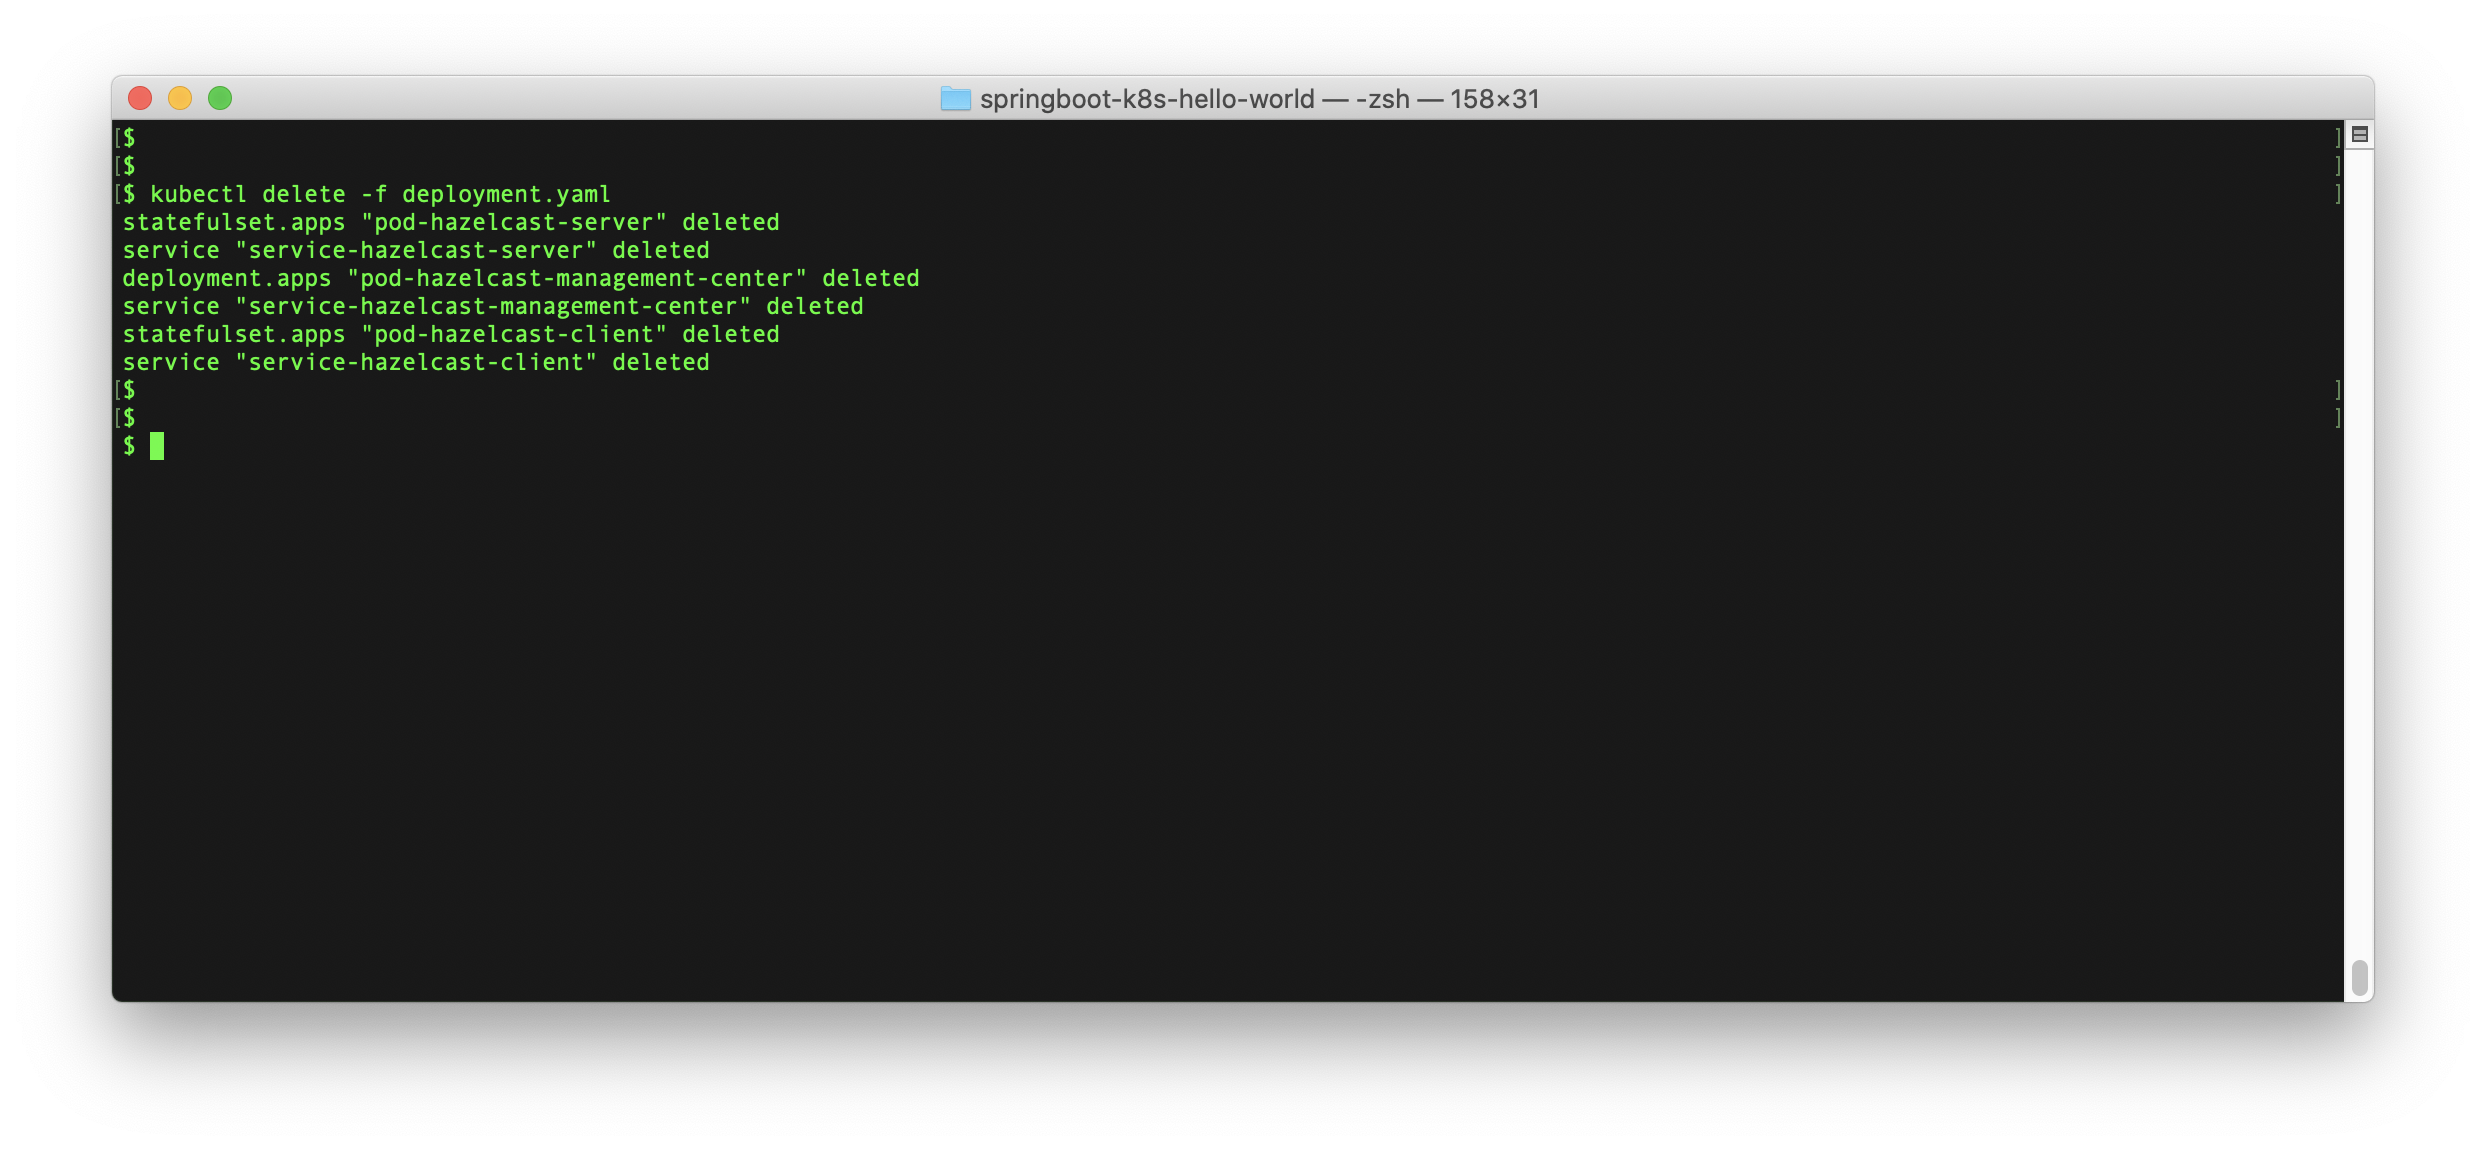 springboot-k8s-hello-world — -zsh — 158×31
[$ ]
[$ ]
[$ kubectl delete -f deployment.yaml ]
statefulset.apps "pod-hazelcast-server" deleted
service "service-hazelcast-server" deleted
deployment.apps "pod-hazelcast-management-center" deleted
service "service-hazelcast-management-center" deleted
statefulset.apps "pod-hazelcast-client" deleted
service "service-hazelcast-client" deleted
[$ ]
[$ ]
$